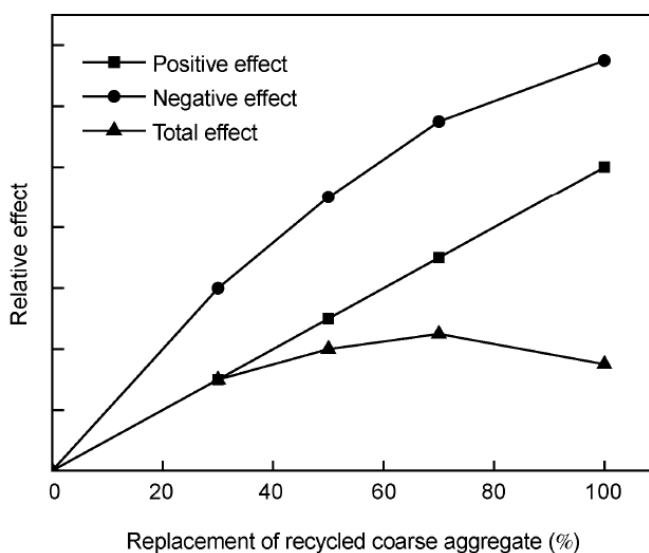 Positive effect
Negative effect
Total effect
Relative effect
0 20 40 60 80 100
Replacement of recycled coarse aggregate (%)